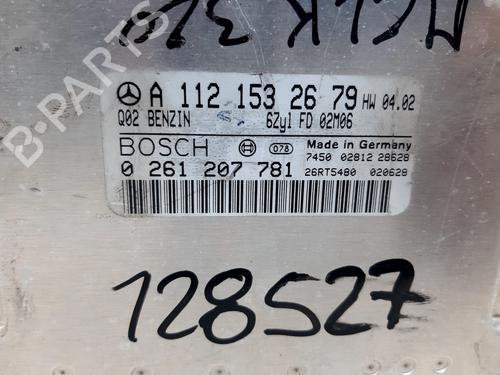 B-PARTS
A 112 153 26 79 HW 04.02
Q02 BENZIN 6Zyl FD 02M06
BOSCH 078 Made in Germany
7450 02812 28628
0 261 207 781 26RT5480 020628
128527